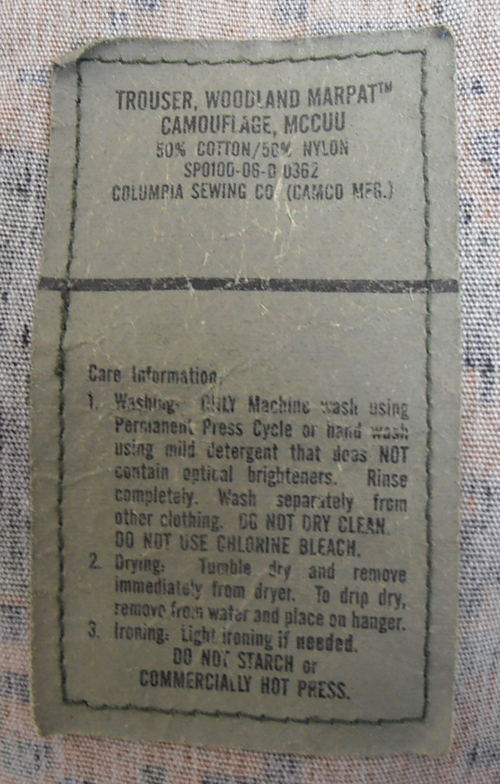 TROUSER, WOODLAND MARPAT™
CAMOUFLAGE, MCCUU
50% COTTON/50% NYLON
SPO100-06-D 0362
COLUMPIA SEWING CO (CAMCO MFG.)
Care Information
1. Washing: ONLY Machine wash using
Permanent Press Cycle or hand wash
using mild detergent that does NOT
contain optical brighteners. Rinse
completely. Wash separately from
other clothing. DO NOT DRY CLEAN.
DO NOT USE CHLORINE BLEACH.
2. Drying: Tumble dry and remove
immediately from dryer. To drip dry,
remove from water and place on hanger.
3. Ironing: Light ironing if needed.
DO NOT STARCH or
COMMERCIALLY HOT PRESS.